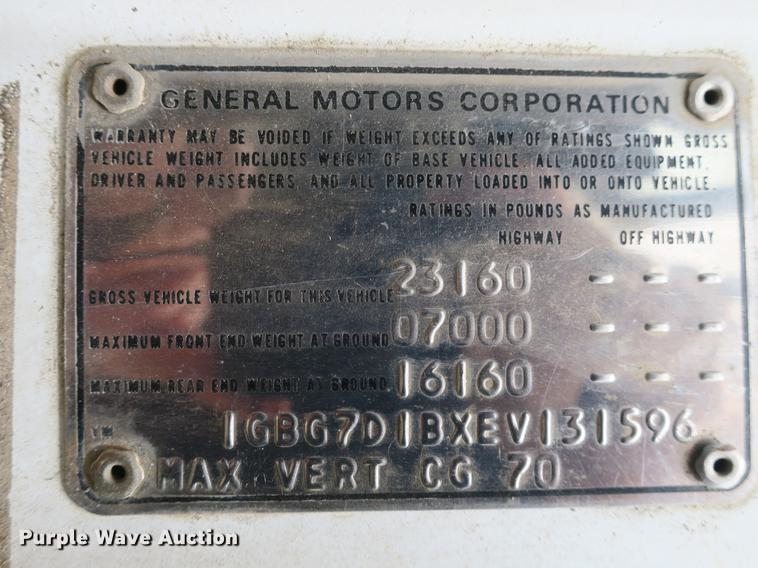 GENERAL MOTORS CORPORATION
WARRANTY MAY BE VOIDED IF WEIGHT EXCEEDS ANY OF RATINGS SHOWN GROSS
VEHICLE WEIGHT INCLUDES WEIGHT OF BASE VEHICLE. ALL ADDED EQUIPMENT,
DRIVER AND PASSENGERS, AND ALL PROPERTY LOADED INTO OR ONTO VEHICLE.
RATINGS IN POUNDS AS MANUFACTURED
HIGHWAY OFF HIGHWAY
GROSS VEHICLE WEIGHT FOR THIS VEHICLE 23160 - - -
MAXIMUM FRONT END WEIGHT AT GROUND 07000 - - -
MAXIMUM REAR END WEIGHT AT GROUND 16160 - - -
1GBG7D1BXEV131596
MAX VERT CG 70
Purple Wave Auction